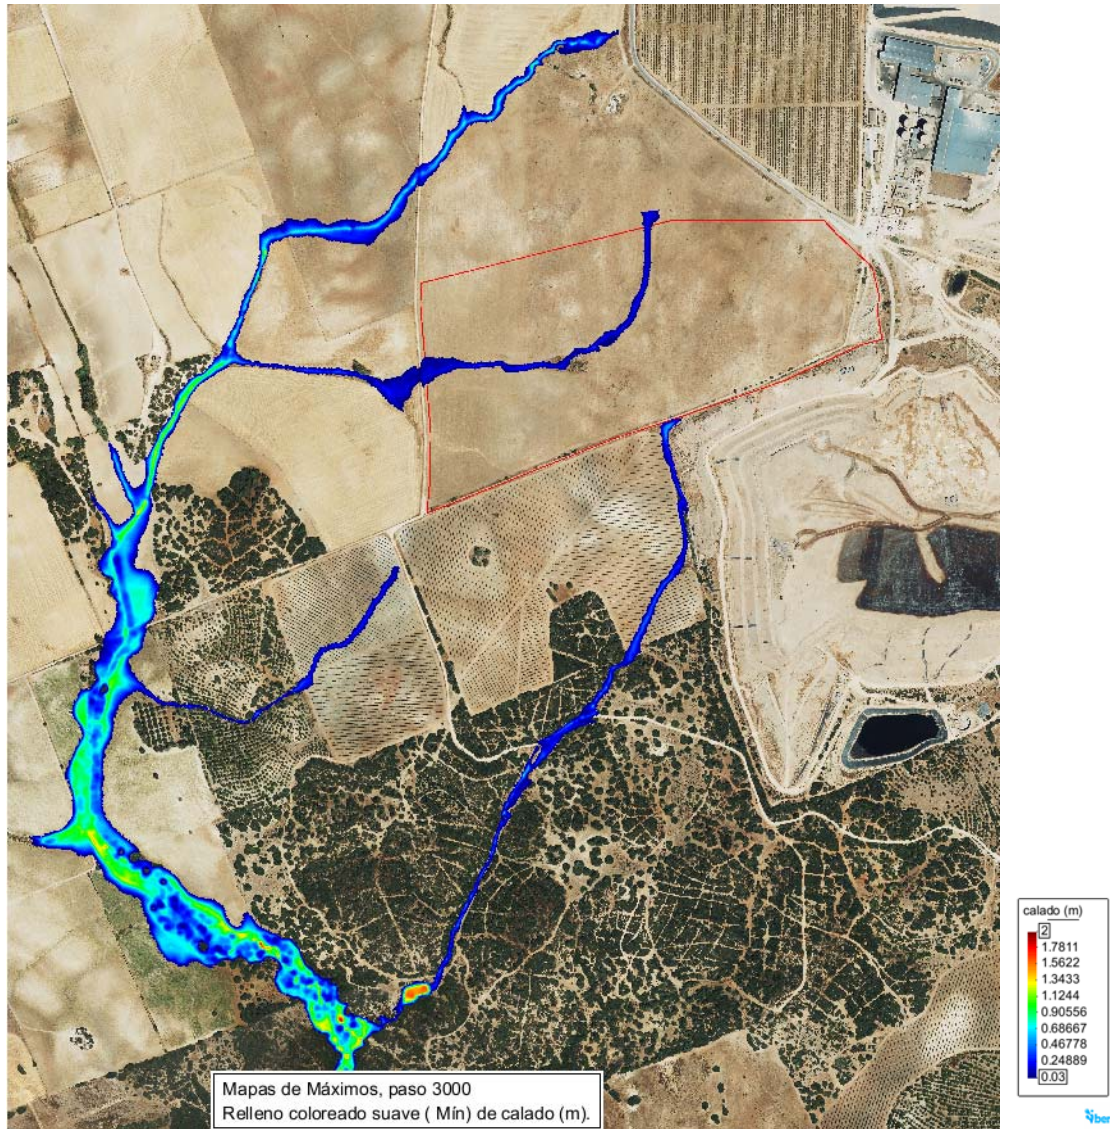 calado (m)
2
1.7811
1.5622
1.3433
1.1244
0.90556
0.68667
0.46778
0.24889
0.03
Mapas de Máximos, paso 3000
Relleno coloreado suave ( Mín) de calado (m).
iber